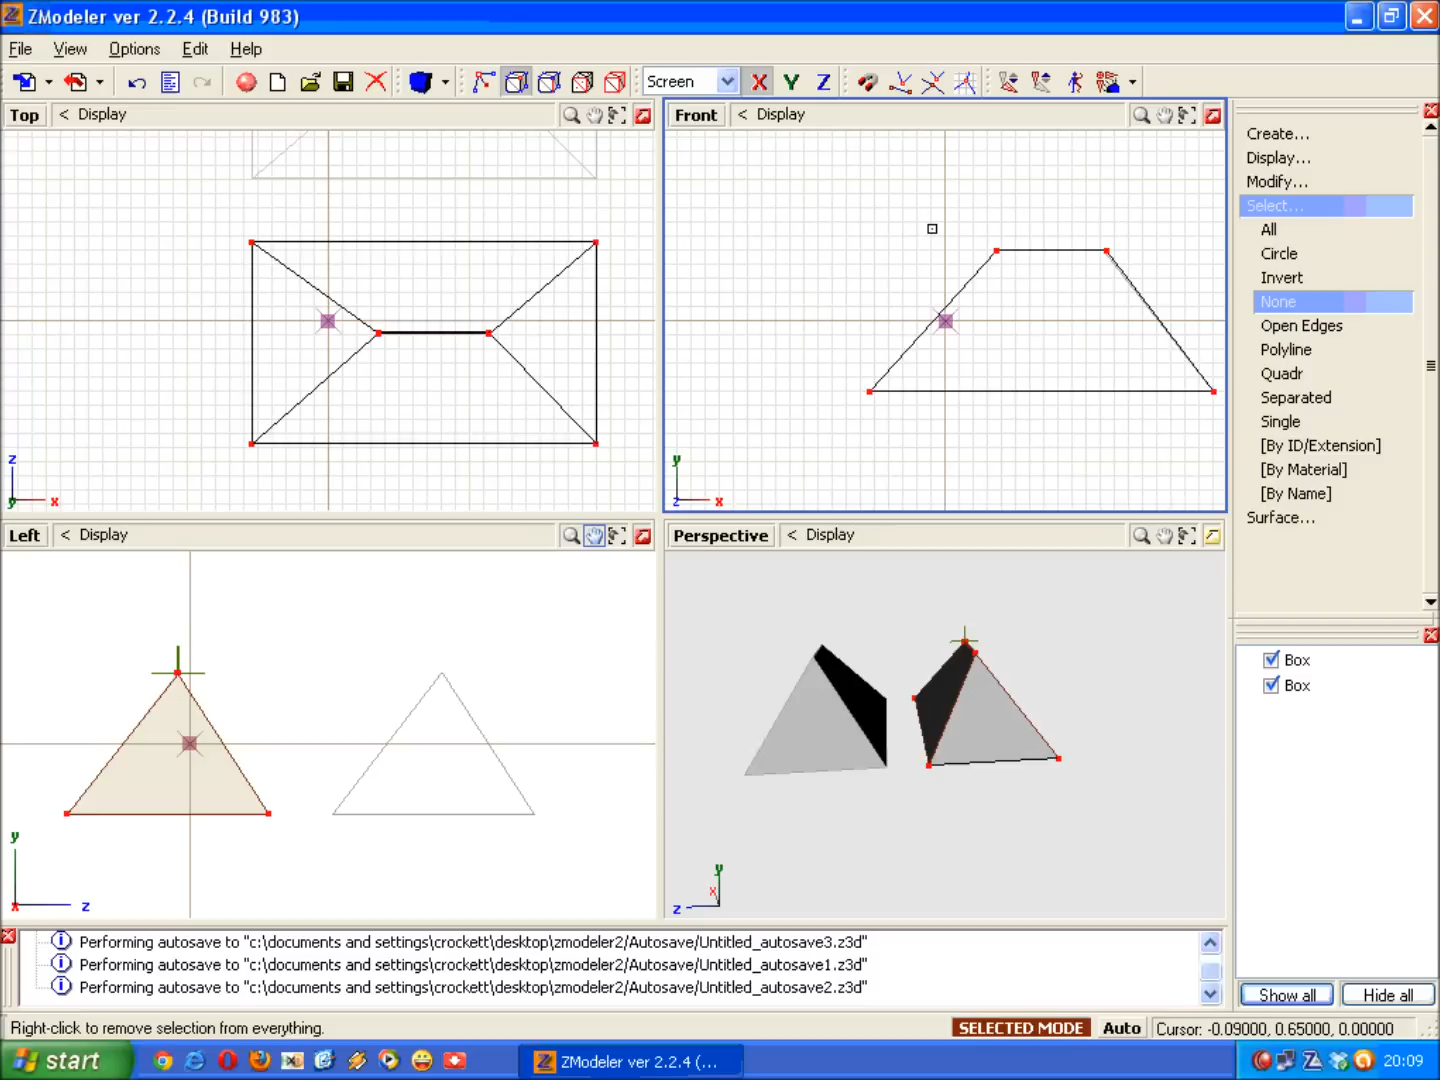 ZModeler ver 2.2.4 (Build 983)
File View Options Edit Help
Screen X Y Z
Top < Display
Front < Display
Create...
Display...
Modify...
Select...
All
Circle
Invert
None
Open Edges
Polyline
Quadr
Separated
Single
[By ID/Extension]
[By Material]
[By Name]
Surface...
z
y x
y
z x
Left < Display
Perspective < Display
Box
Box
y
x z
y
x
z
Performing autosave to "c:\documents and settings\crockett\desktop\zmodeler2/Autosave/Untitled_autosave3.z3d"
Performing autosave to "c:\documents and settings\crockett\desktop\zmodeler2/Autosave/Untitled_autosave1.z3d"
Performing autosave to "c:\documents and settings\crockett\desktop\zmodeler2/Autosave/Untitled_autosave2.z3d"
Show all Hide all
Right-click to remove selection from everything. SELECTED MODE Auto Cursor: -0.09000, 0.65000, 0.00000
start ZModeler ver 2.2.4 (... 20:09